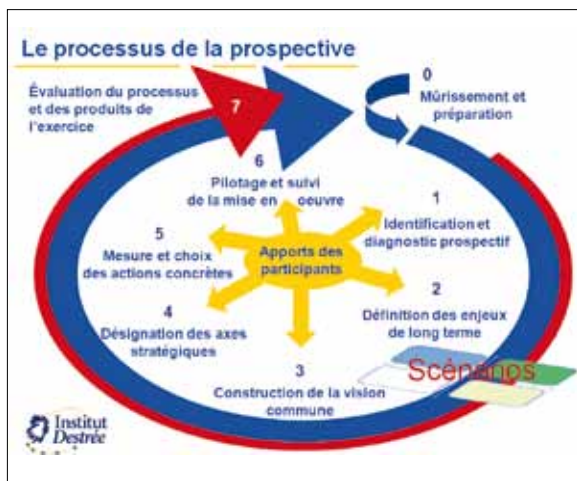 Le processus de la prospective
Évaluation du processus
et des produits de
l'exercice
7
0
Mûrissement et
préparation
6
Pilotage et suivi
de la mise en oeuvre
1
Identification et
diagnostic prospectif
5
Mesure et choix
des actions concrètes
Apports des
participants
2
Définition des enjeux
de long terme
4
Désignation des axes
stratégiques
Scénarios
3
Construction de la vision
commune
Institut
Destrée